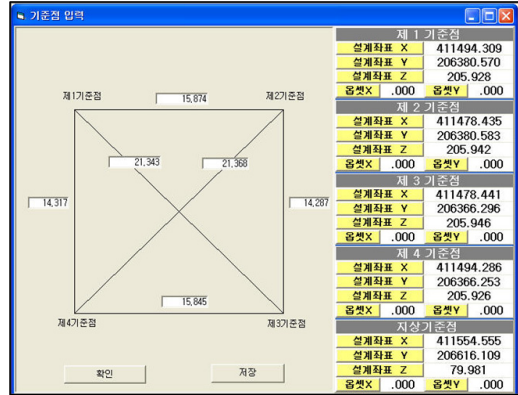 기준점 입력
제1기준점
15,874
제2기준점
21,343
21,368
14,317
14,287
15,845
제4기준점
제3기준점
확인
저장
제 1 기준점
설계좌표 X 411494.309
설계좌표 Y 206380.570
설계좌표 Z 205.928
옵셋X .000 옵셋Y .000
제 2 기준점
설계좌표 X 411478.435
설계좌표 Y 206380.583
설계좌표 Z 205.942
옵셋X .000 옵셋Y .000
제 3 기준점
설계좌표 X 411478.441
설계좌표 Y 206366.296
설계좌표 Z 205.946
옵셋X .000 옵셋Y .000
제 4 기준점
설계좌표 X 411494.286
설계좌표 Y 206366.253
설계좌표 Z 205.926
옵셋X .000 옵셋Y .000
지상기준점
설계좌표 X 411554.555
설계좌표 Y 206616.109
설계좌표 Z 79.981
옵셋X .000 옵셋Y .000